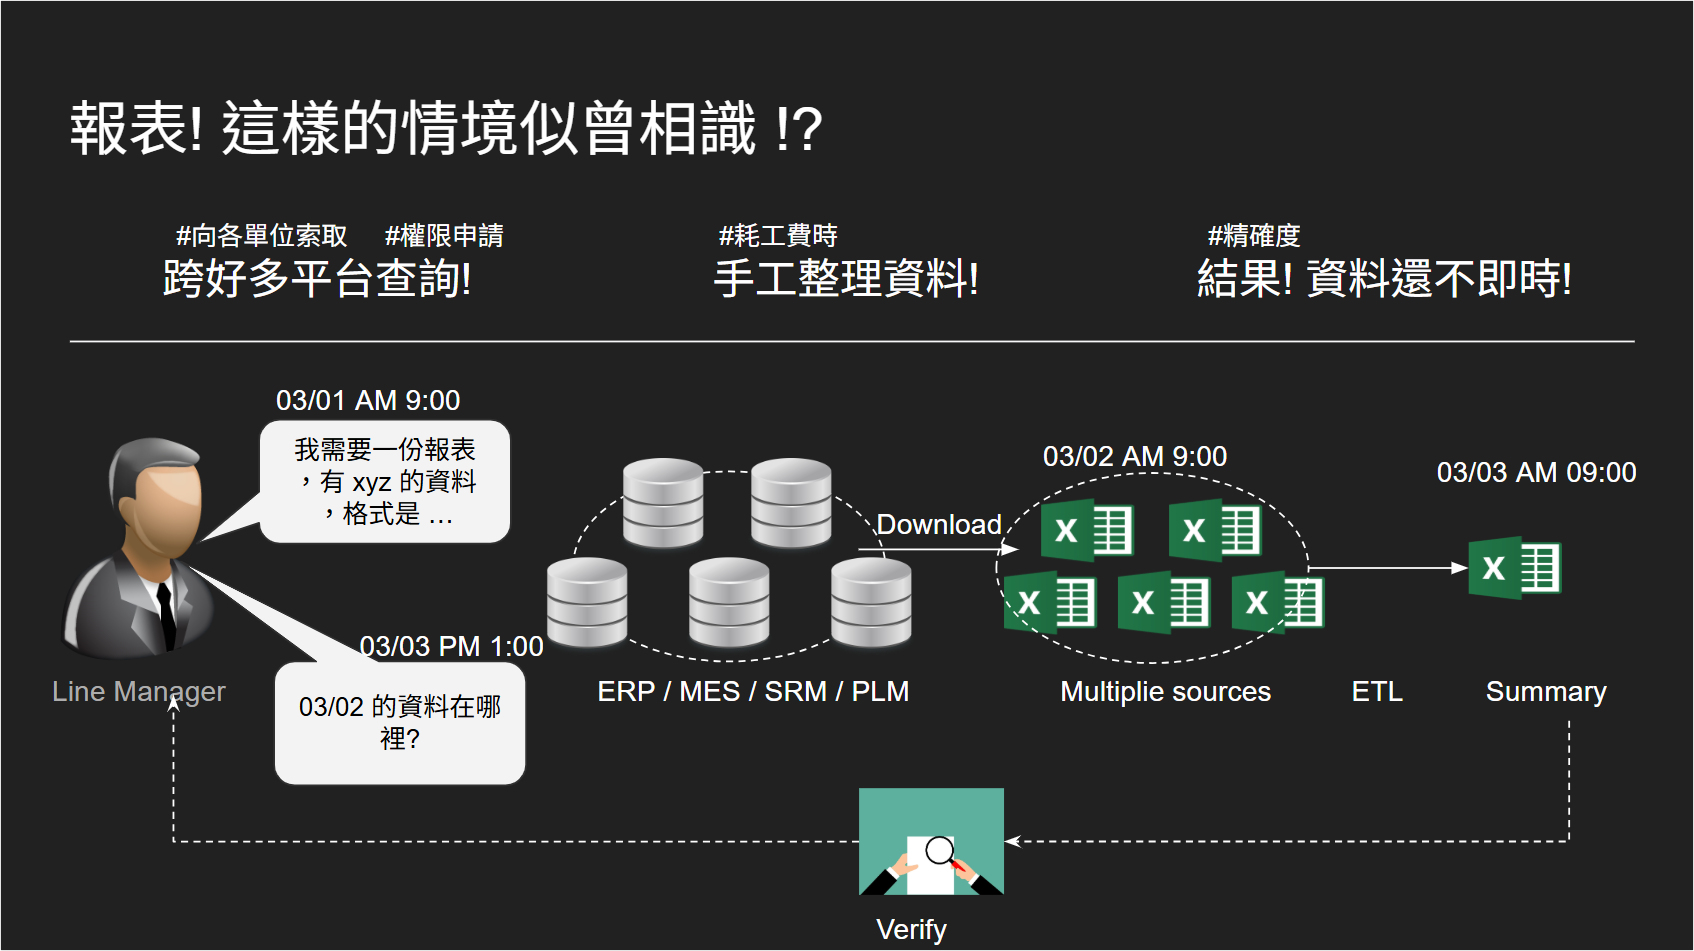 報表! 這樣的情境似曾相識 !?
#向各單位索取 #權限申請
跨好多平台查詢!
#耗工費時
手工整理資料!
#精確度
結果! 資料還不即時!
03/01 AM 9:00
我需要一份報表
，有 xyz 的資料
，格式是 …
03/03 PM 1:00
03/02 的資料在哪
裡?
Line Manager
ERP / MES / SRM / PLM
Download
03/02 AM 9:00
X
X
X
X
X
Multiplie sources
ETL
03/03 AM 09:00
X
Summary
Verify